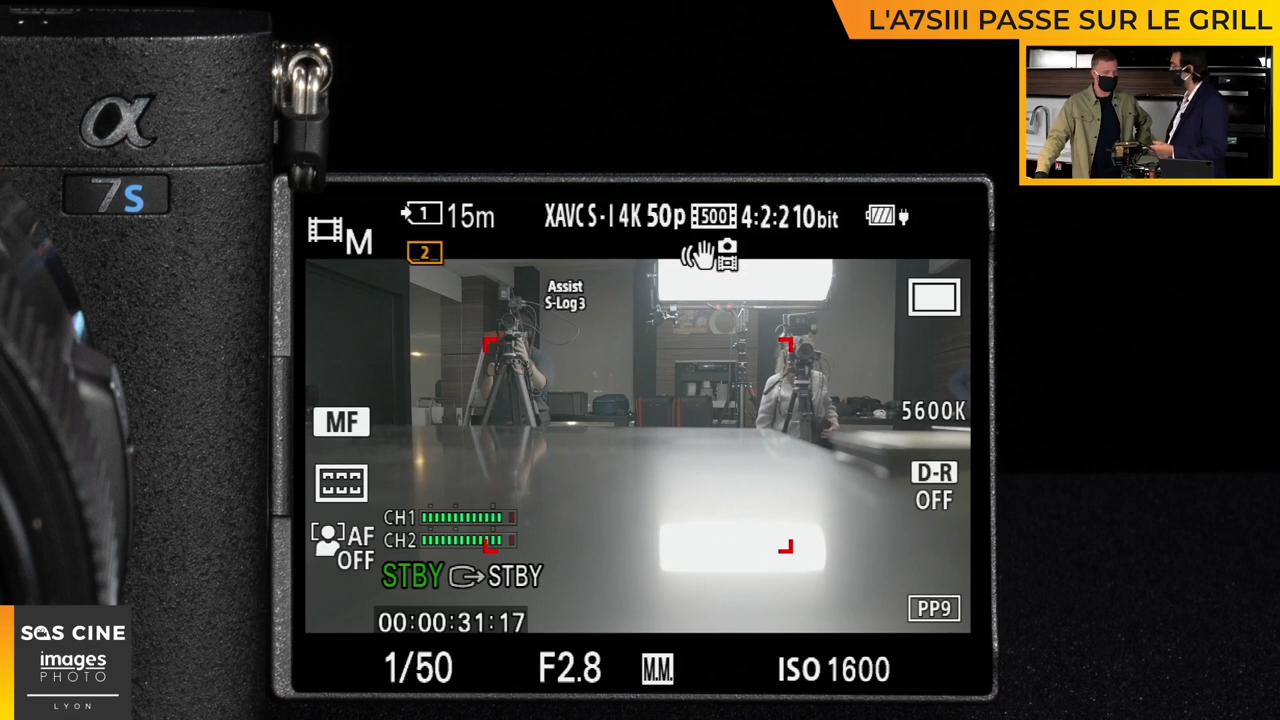 L'A7SIII PASSE SUR LE GRILL
α
7S
M
1 15m
XAVC S-I 4K 50p 500 4:2:2 10bit
2
Assist
S-Log3
5600K
MF
D-R
OFF
CH1
CH2
AF
OFF
STBY STBY
00:00:31:17
PP9
1/50 F2.8 M.M. ISO 1600
SOS CINE
images
PHOTO
LYON